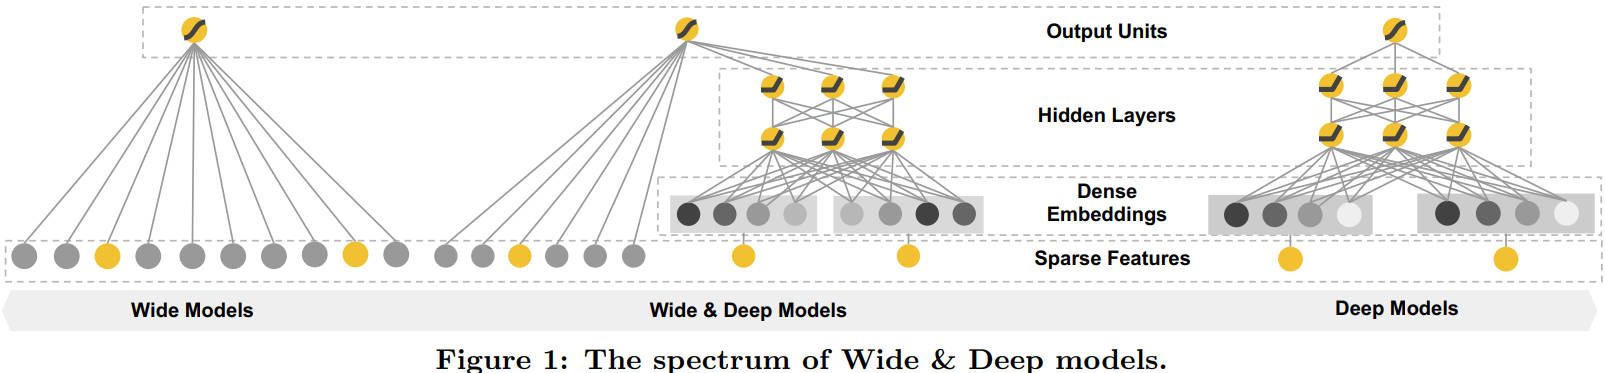 Output Units
Hidden Layers
Dense
Embeddings
Sparse Features
Wide Models
Wide & Deep Models
Deep Models
Figure 1: The spectrum of Wide & Deep models.